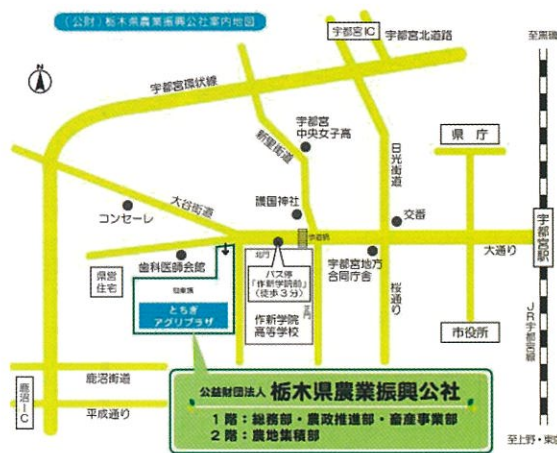 (公財)栃木県農業振興公社案内地図
宇都宮IC
宇都宮北道路
至黒磯
N
宇都宮環状線
宇都宮
中央女子高
新里街道
日光街道
県庁
大谷街道
コンセーレ
護国神社
交番
宇都宮駅
歩道橋
大通り
北門
歯科医師会館
県営
住宅
バス停
「作新学院前」
(徒歩3分)
宇都宮地方
合同庁舎
桜通り
駐車場
とちぎ
アグリプラザ
作新学院
高等学校
正門
市役所
JR宇都宮線
鹿沼街道
鹿沼IC
平成通り
公益財団法人 栃木県農業振興公社
1階:総務部・農政推進部・畜産事業部
2階:農地集積部
至上野・東京